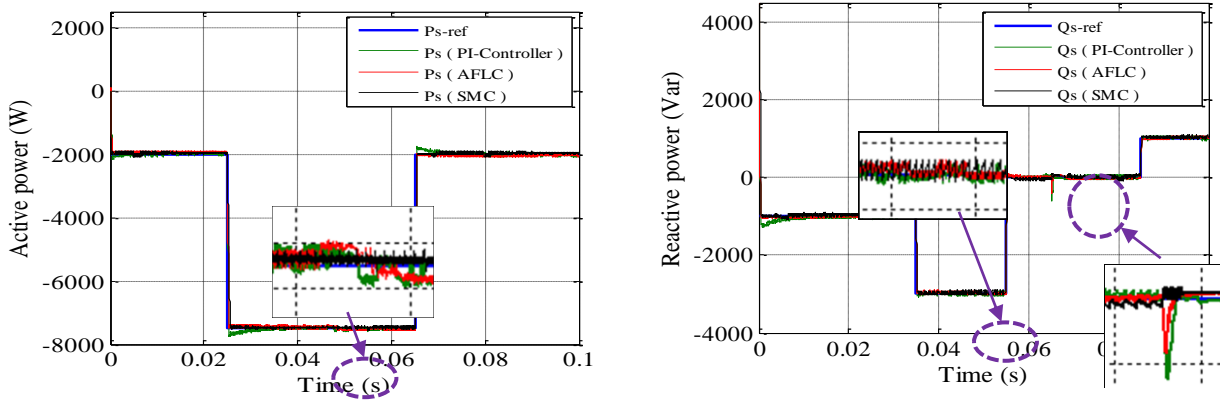 2000
0
-2000
-4000
-6000
-8000
Active power (W)
Ps-ref
Ps ( PI-Controller )
Ps ( AFLC )
Ps ( SMC )
0
0.02
0.04
0.06
0.08
0.1
Time (s)
4000
2000
0
-2000
-4000
Reactive power (Var)
Qs-ref
Qs ( PI-Controller )
Qs ( AFLC )
Qs ( SMC )
0
0.02
0.04
0.06
Time (s)